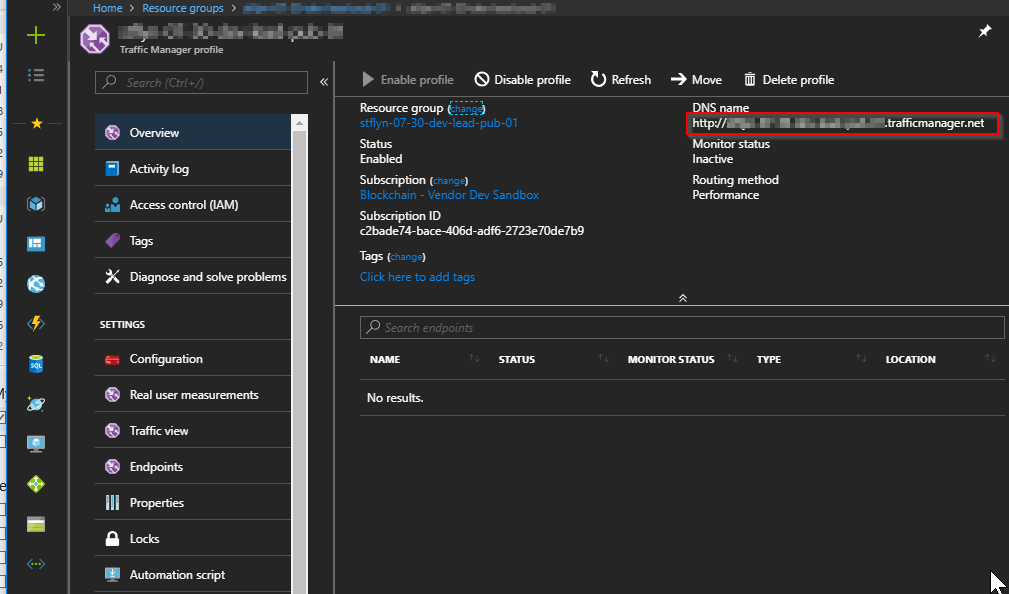 Home > Resource groups >
Traffic Manager profile
Search (Ctrl+/)
Overview
Activity log
Access control (IAM)
Tags
Diagnose and solve problems
SETTINGS
Configuration
Real user measurements
Traffic view
Endpoints
Properties
Locks
Automation script
Enable profile
Disable profile
Refresh
Move
Delete profile
Resource group (change)
stflyn-07-30-dev-lead-pub-01
Status
Enabled
Subscription (change)
Blockchain - Vendor Dev Sandbox
Subscription ID
c2bade74-bace-406d-adf6-2723e70de7b9
Tags (change)
Click here to add tags
DNS name
http:// .trafficmanager.net
Monitor status
Inactive
Routing method
Performance
Search endpoints
NAME STATUS MONITOR STATUS TYPE LOCATION
No results.
SQL